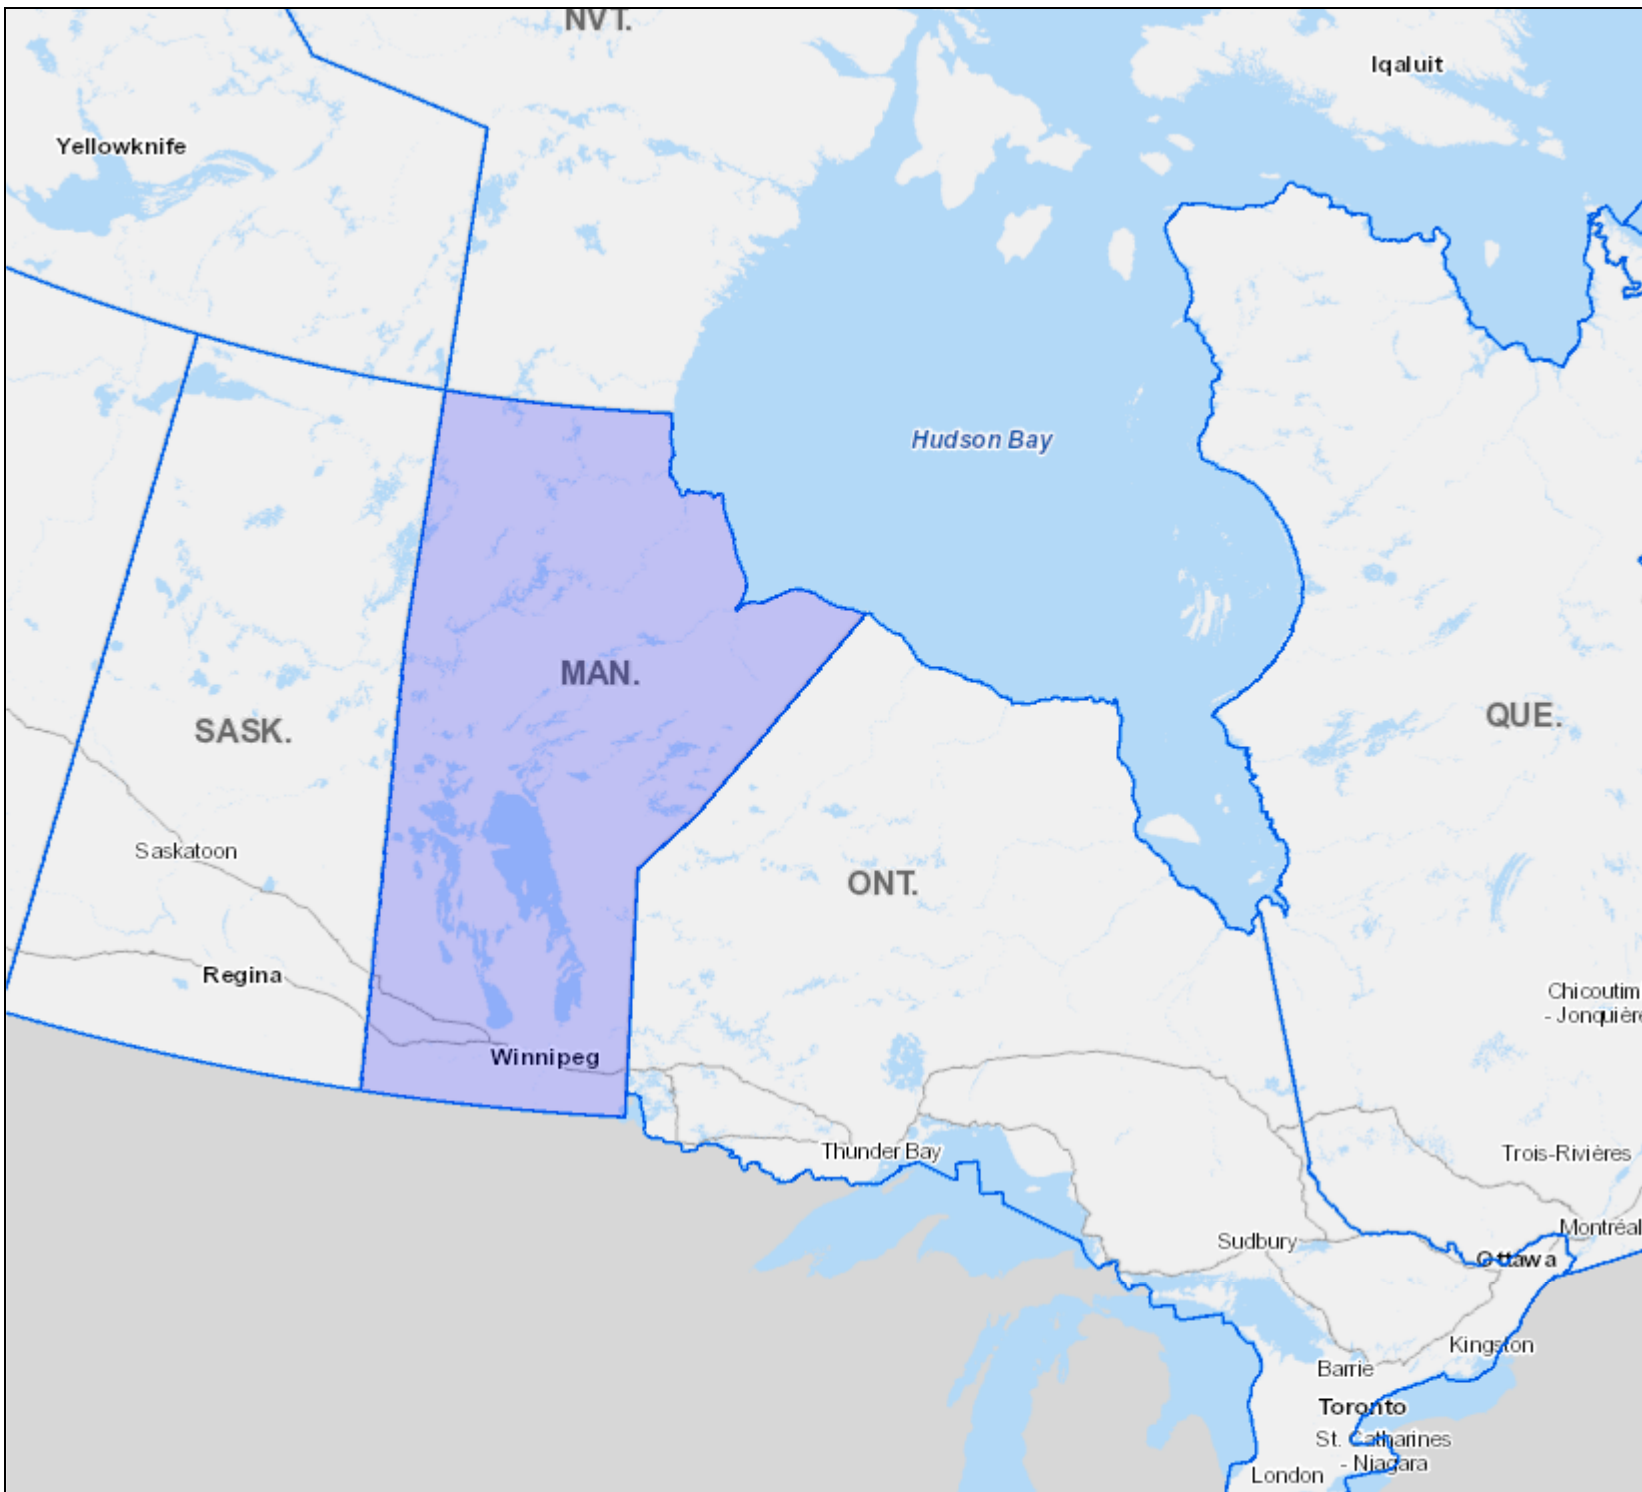 NVT.
Iqaluit
Yellowknife
Hudson Bay
MAN.
SASK.
QUE.
Saskatoon
ONT.
Regina
Chicoutim
- Jonquière
Winnipeg
Thunder Bay
Trois-Rivières
Montréal
Sudbury
Ottawa
Kingston
Barrie
Toronto
St. Catharines
- Niagara
London